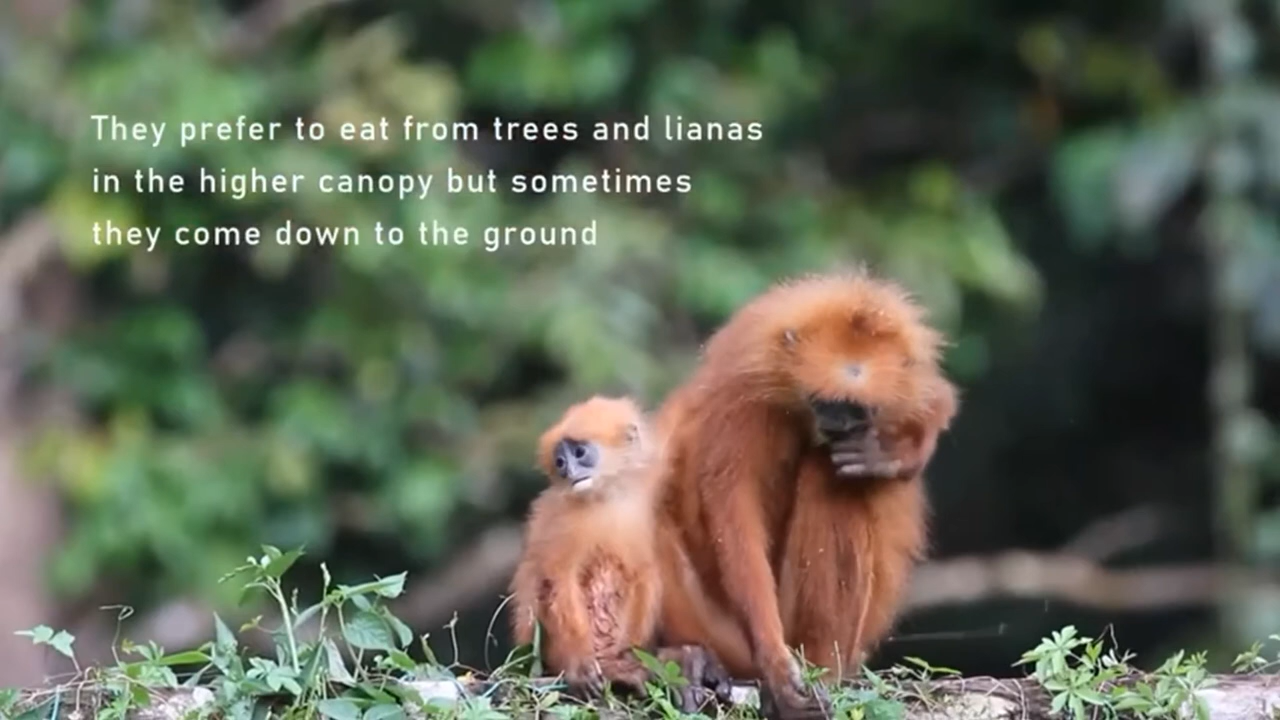 They prefer to eat from trees and lianas
in the higher canopy but sometimes
they come down to the ground